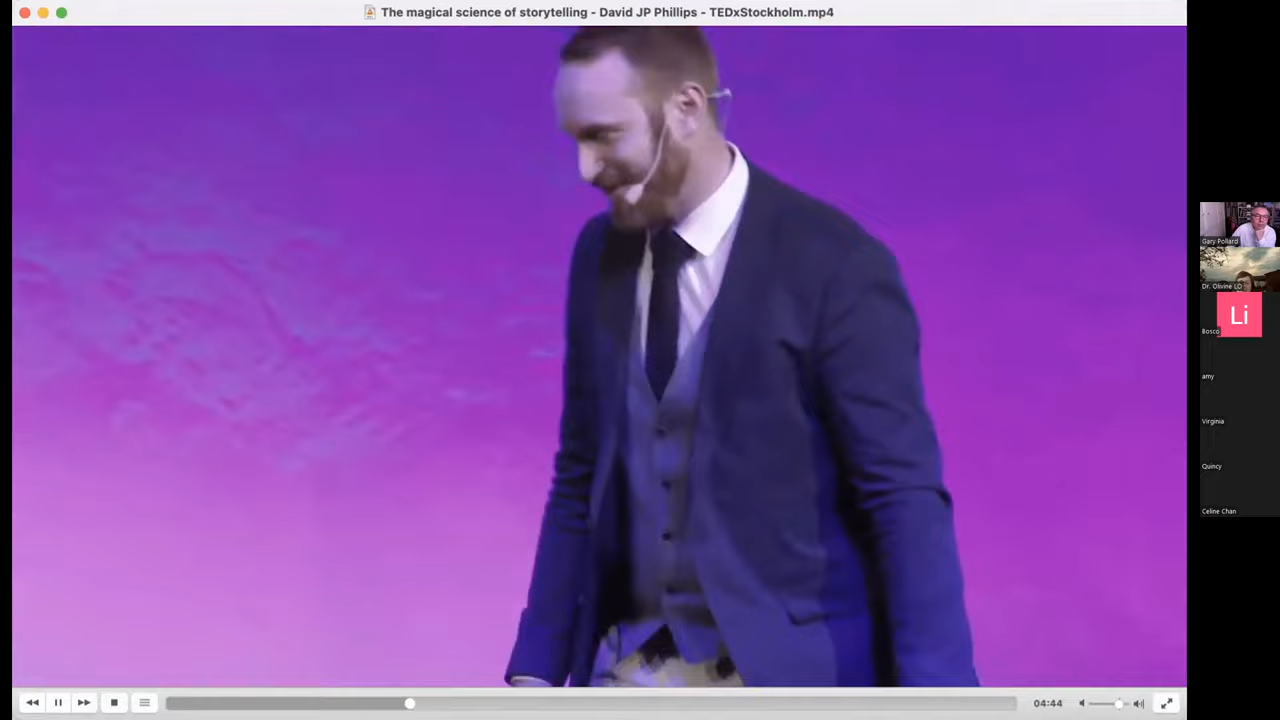 The magical science of storytelling - David JP Phillips - TEDxStockholm.mp4
Gary Pollard
Dr. Olivine LO
Li
Bosco
amy
Virginia
Quincy
Celine Chan
04:44